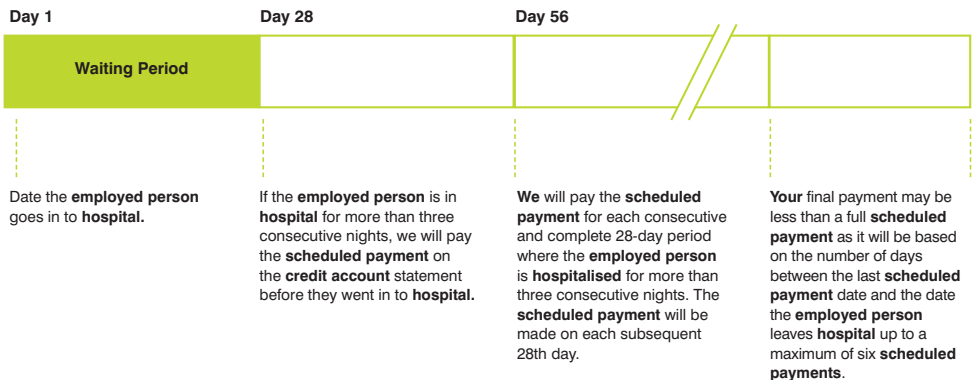 Day 1
Day 28
Day 56
Waiting Period
Date the employed person
goes in to hospital.
If the employed person is in
hospital for more than three
consecutive nights, we will pay
the scheduled payment on
the credit account statement
before they went in to hospital.
We will pay the scheduled
payment for each consecutive
and complete 28-day period
where the employed person
is hospitalised for more than
three consecutive nights. The
scheduled payment will be
made on each subsequent
28th day.
Your final payment may be
less than a full scheduled
payment as it will be based
on the number of days
between the last scheduled
payment date and the date
the employed person
leaves hospital up to a
maximum of six scheduled
payments.